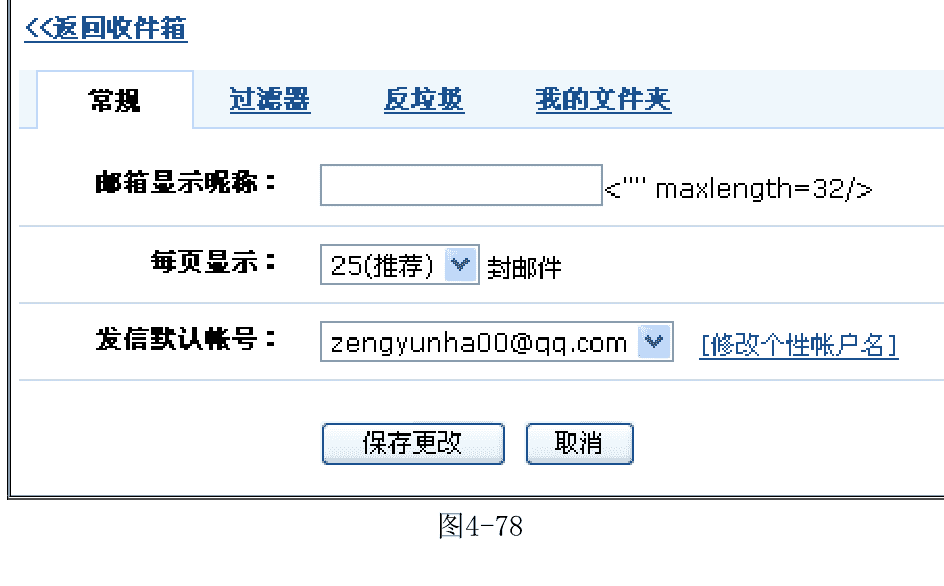 <<返回收件箱
常规 过滤器 反垃圾 我的文件夹
邮箱显示昵称： <"" maxlength=32/>
每页显示： 25(推荐) 封邮件
发信默认帐号： zengyunha00@qq.com [修改个性帐户名]
保存更改 取消
图4-78